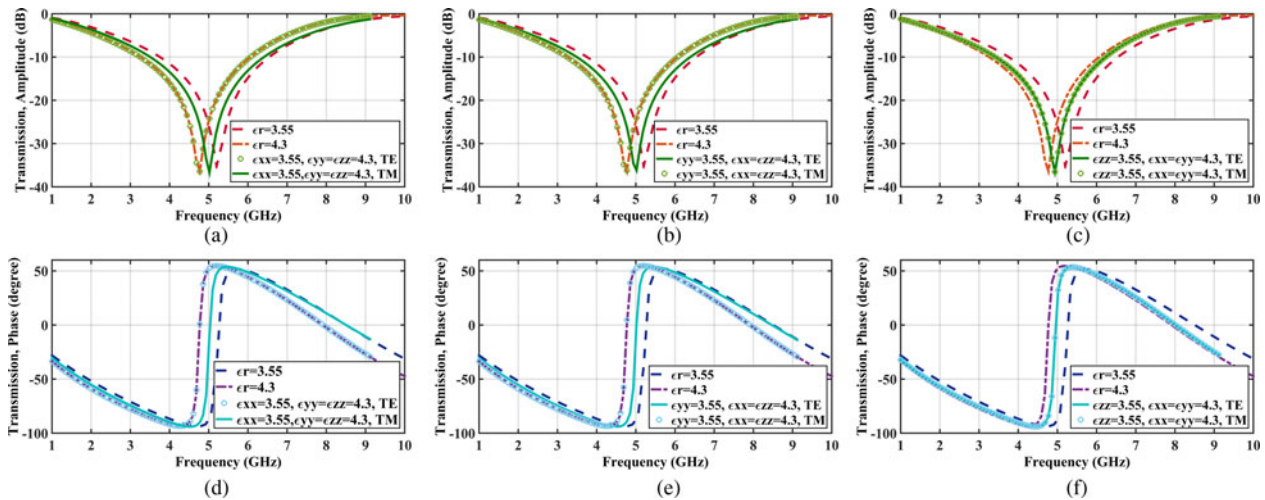 Transmission, Amplitude (dB)
0
-10
-20
-30
-40
ϵr=3.55
ϵr=4.3
ϵxx=3.55, ϵyy=ϵzz=4.3, TE
ϵxx=3.55,ϵyy=ϵzz=4.3, TM
1 2 3 4 5 6 7 8 9 10
Frequency (GHz)
(a)
Transmission, Amplitude (dB)
0
-10
-20
-30
-40
ϵr=3.55
ϵr=4.3
ϵyy=3.55, ϵxx=ϵzz=4.3, TE
ϵyy=3.55, ϵxx=ϵzz=4.3, TM
1 2 3 4 5 6 7 8 9 10
Frequency (GHz)
(b)
Transmission, Amplitude (dB)
0
-10
-20
-30
-40
ϵr=3.55
ϵr=4.3
ϵzz=3.55, ϵxx=ϵyy=4.3, TE
ϵzz=3.55, ϵxx=ϵyy=4.3, TM
1 2 3 4 5 6 7 8 9 10
Frequency (GHz)
(c)
Transmission, Phase (degree)
50
0
-50
-100
ϵr=3.55
ϵr=4.3
ϵxx=3.55, ϵyy=ϵzz=4.3, TE
ϵxx=3.55,ϵyy=ϵzz=4.3, TM
1 2 3 4 5 6 7 8 9 10
Frequency (GHz)
(d)
Transmission, Phase (degree)
50
0
-50
-100
ϵr=3.55
ϵr=4.3
ϵyy=3.55, ϵxx=ϵzz=4.3, TE
ϵyy=3.55, ϵxx=ϵzz=4.3, TM
1 2 3 4 5 6 7 8 9 10
Frequency (GHz)
(e)
Transmission, Phase (degree)
50
0
-50
-100
ϵr=3.55
ϵr=4.3
ϵzz=3.55, ϵxx=ϵyy=4.3, TE
ϵzz=3.55, ϵxx=ϵyy=4.3, TM
1 2 3 4 5 6 7 8 9 10
Frequency (GHz)
(f)